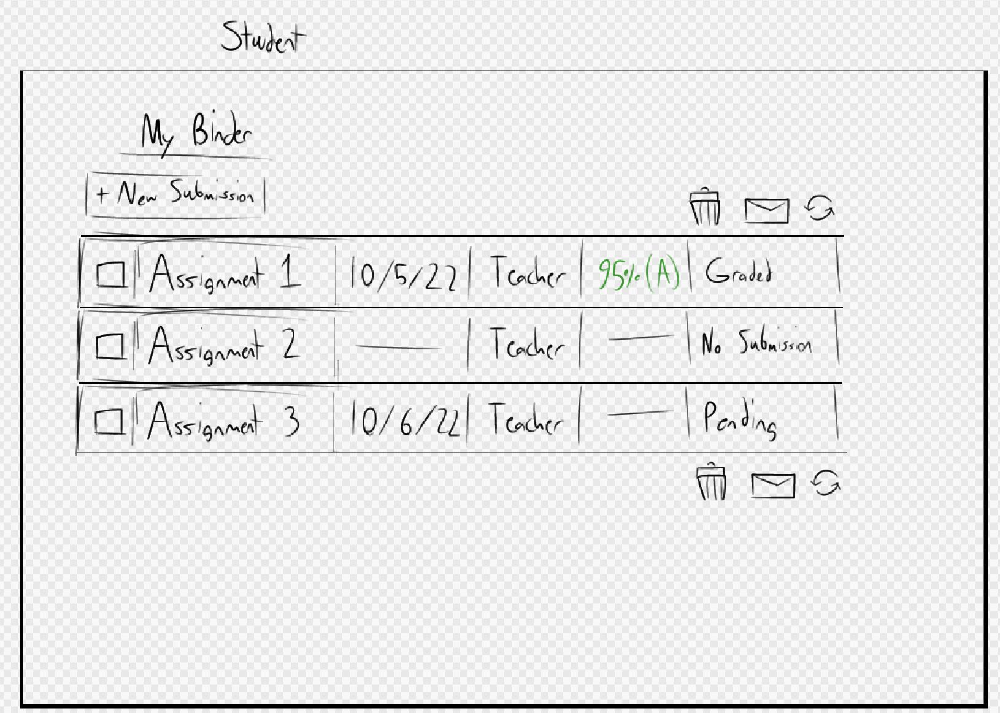 Student
My Binder
+ New Submission
Assignment 1 10/5/22 Teacher 95% (A) Graded
Assignment 2 — Teacher — No Submission
Assignment 3 10/6/22 Teacher — Pending